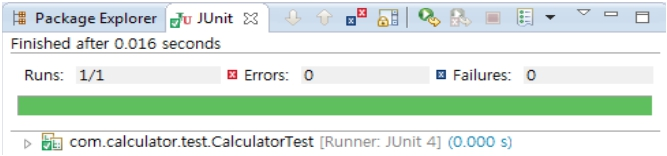 Package Explorer JUnit
Finished after 0.016 seconds
Runs: 1/1 Errors: 0 Failures: 0
com.calculator.test.CalculatorTest [Runner: JUnit 4] (0.000 s)